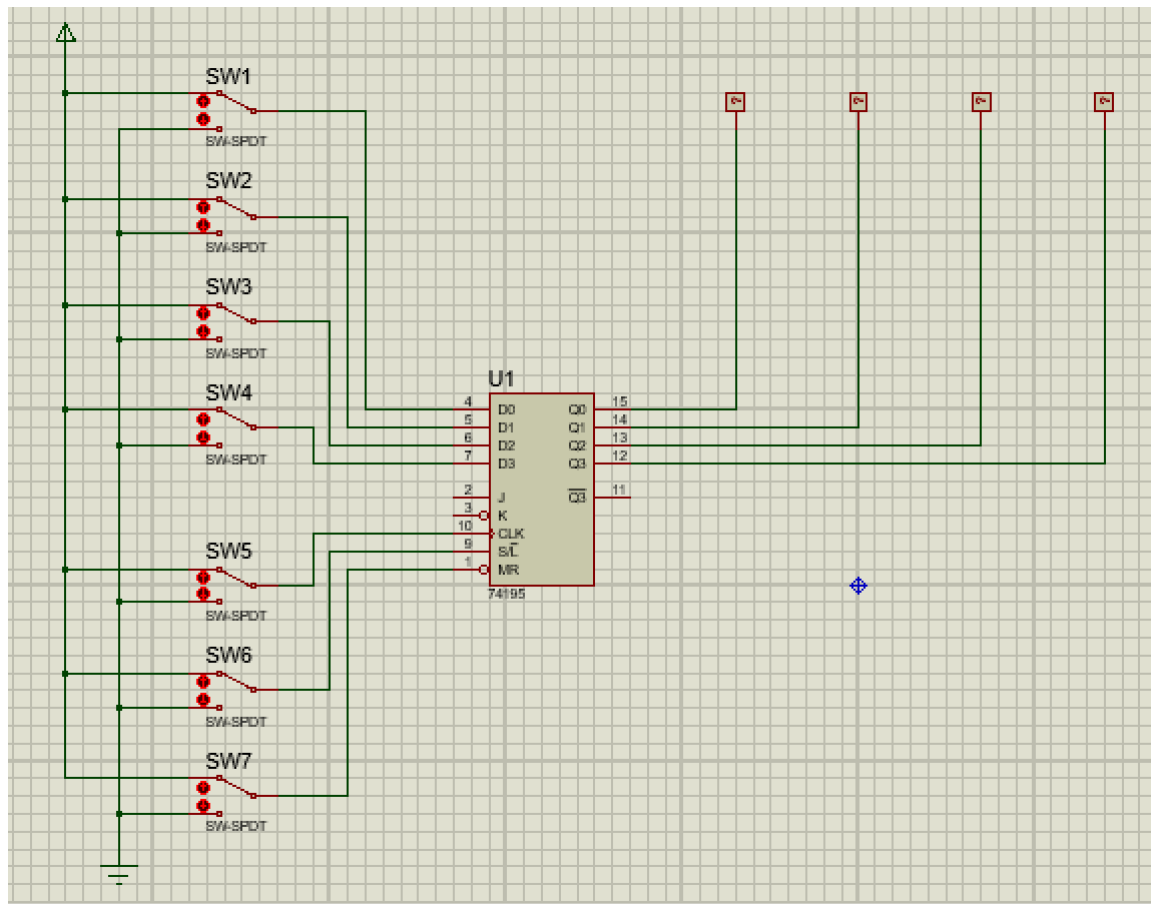 SW1
SW-SPDT
SW2
SW-SPDT
SW3
SW-SPDT
SW4
SW-SPDT
SW5
SW-SPDT
SW6
SW-SPDT
SW7
SW-SPDT
? ? ? ?
U1
4 D0 Q0 15
5 D1 Q1 14
6 D2 Q2 13
7 D3 Q3 12
2 J Q3 11
3 K
10 CLK
9 S/L
1 MR
74195